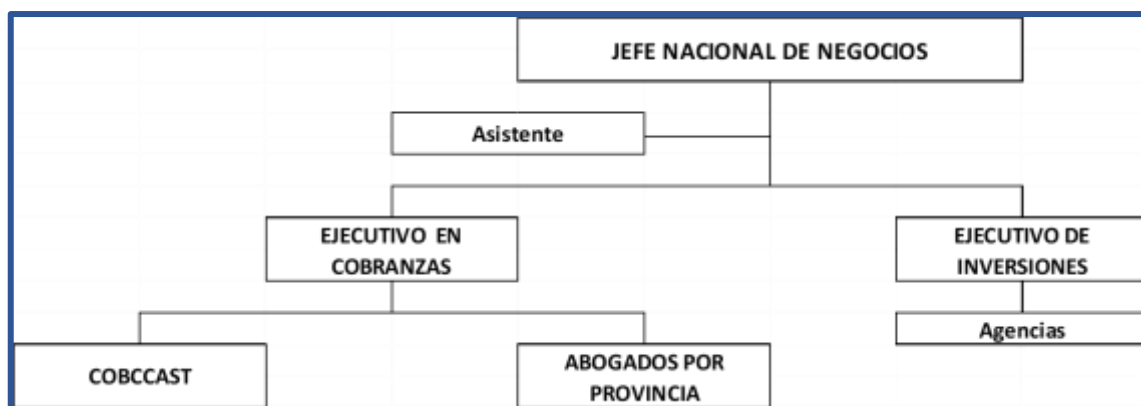 JEFE NACIONAL DE NEGOCIOS
Asistente
EJECUTIVO EN
COBRANZAS
EJECUTIVO DE
INVERSIONES
Agencias
COBCCAST
ABOGADOS POR
PROVINCIA